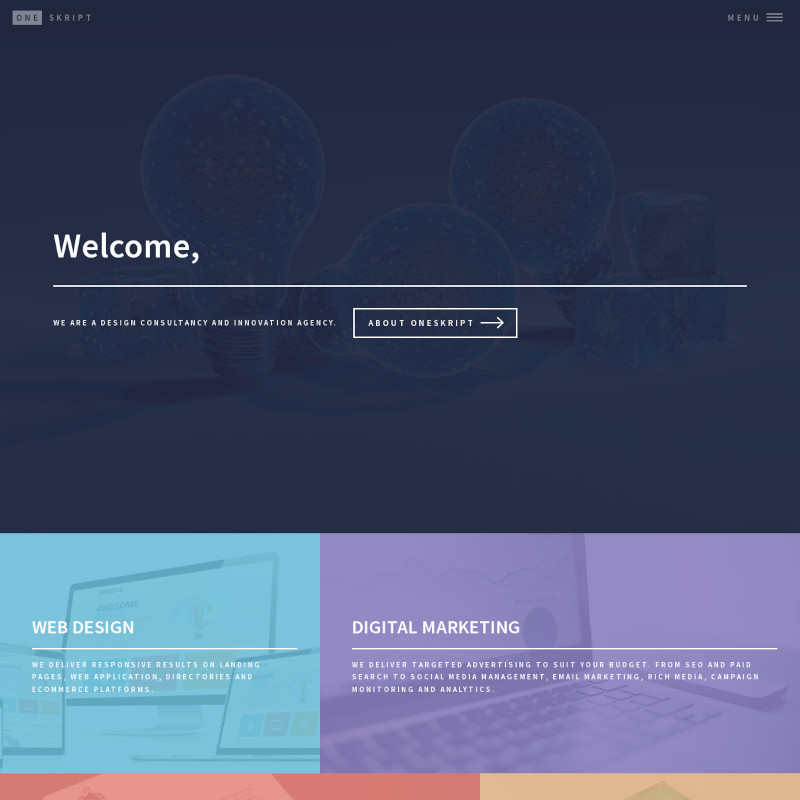 ONE SKRIPT
MENU
Welcome,
WE ARE A DESIGN CONSULTANCY AND INNOVATION AGENCY.
ABOUT ONESKRIPT
AWESOME
WEB DESIGN
WE DELIVER RESPONSIVE RESULTS ON LANDING
PAGES, WEB APPLICATION, DIRECTORIES AND
ECOMMERCE PLATFORMS.
DIGITAL MARKETING
WE DELIVER TARGETED ADVERTISING TO SUIT YOUR BUDGET. FROM SEO AND PAID
SEARCH TO SOCIAL MEDIA MANAGEMENT, EMAIL MARKETING, RICH MEDIA, CAMPAIGN
MONITORING AND ANALYTICS.